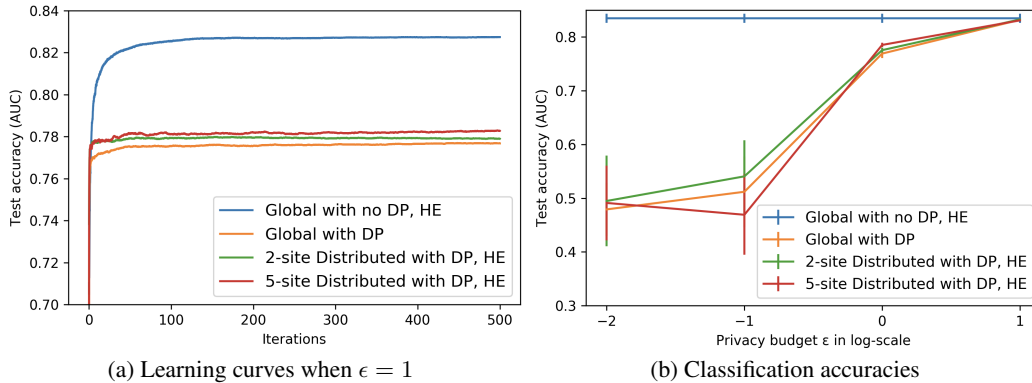 0.84
0.82
0.80
0.78
0.76
0.74
0.72
0.70
Test accuracy (AUC)
0
100
200
300
400
500
Iterations
Global with no DP, HE
Global with DP
2-site Distributed with DP, HE
5-site Distributed with DP, HE
(a) Learning curves when ϵ = 1
0.8
0.7
0.6
0.5
0.4
0.3
Test accuracy (AUC)
−2
−1
0
1
Privacy budget ε in log-scale
Global with no DP, HE
Global with DP
2-site Distributed with DP, HE
5-site Distributed with DP, HE
(b) Classification accuracies